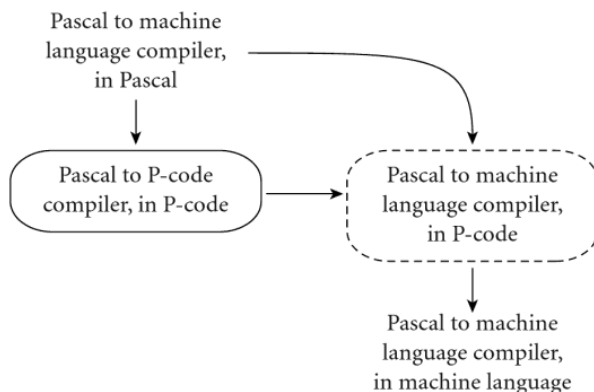 Pascal to machine
language compiler,
in Pascal
Pascal to P-code
compiler, in P-code
Pascal to machine
language compiler,
in P-code
Pascal to machine
language compiler,
in machine language